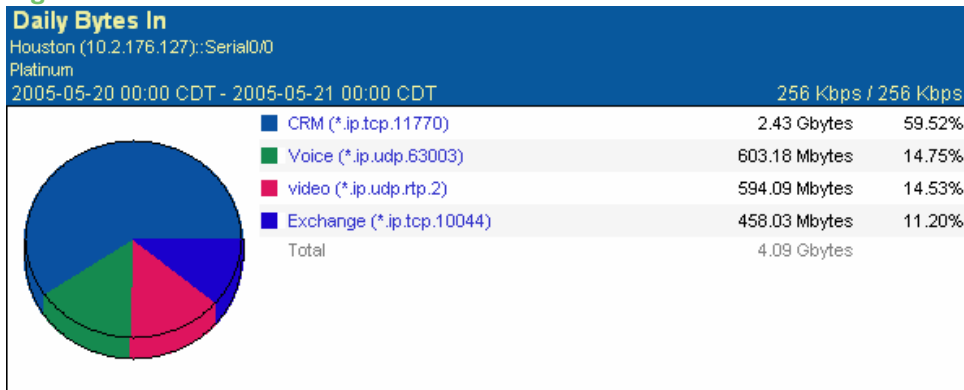 Daily Bytes In
Houston (10.2.176.127)::Serial0/0
Platinum
2005-05-20 00:00 CDT - 2005-05-21 00:00 CDT 256 Kbps / 256 Kbps
CRM (*.ip.tcp.11770) 2.43 Gbytes 59.52%
Voice (*.ip.udp.63003) 603.18 Mbytes 14.75%
video (*.ip.udp.rtp.2) 594.09 Mbytes 14.53%
Exchange (*.ip.tcp.10044) 458.03 Mbytes 11.20%
Total 4.09 Gbytes